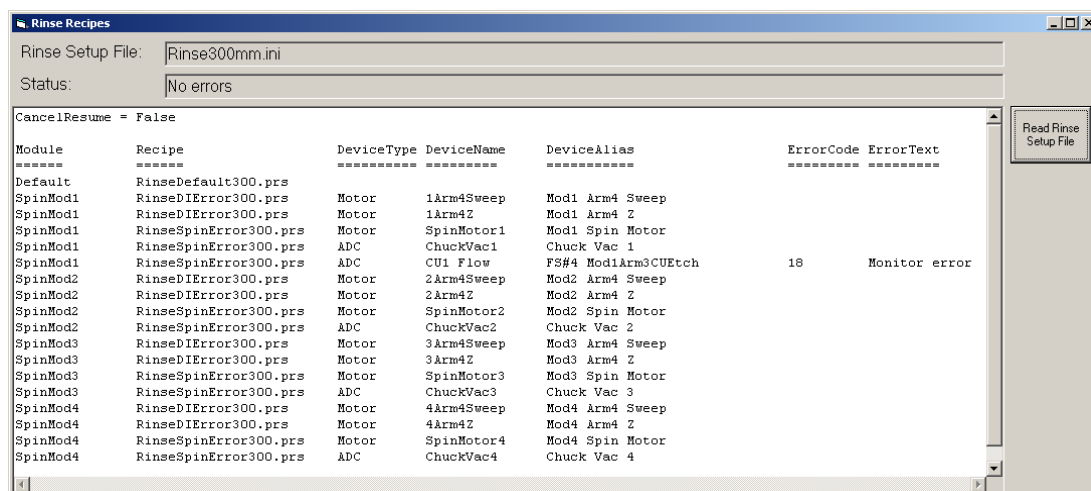 Rinse Recipes
Rinse Setup File: Rinse300mm.ini
Status: No errors
Read Rinse
Setup File
CancelResume = False
Module Recipe DeviceType DeviceName DeviceAlias ErrorCode ErrorText
====== ====== ========== ========== =========== ========= =========
Default RinseDefault300.prs
SpinMod1 RinseDIError300.prs Motor 1Arm4Sweep Mod1 Arm4 Sweep
SpinMod1 RinseDIError300.prs Motor 1Arm4Z Mod1 Arm4 Z
SpinMod1 RinseSpinError300.prs Motor SpinMotor1 Mod1 Spin Motor
SpinMod1 RinseSpinError300.prs ADC ChuckVac1 Chuck Vac 1
SpinMod1 RinseSpinError300.prs ADC CU1 Flow FS#4 Mod1Arm3CUEtch 18 Monitor error
SpinMod2 RinseDIError300.prs Motor 2Arm4Sweep Mod2 Arm4 Sweep
SpinMod2 RinseDIError300.prs Motor 2Arm4Z Mod2 Arm4 Z
SpinMod2 RinseSpinError300.prs Motor SpinMotor2 Mod2 Spin Motor
SpinMod2 RinseSpinError300.prs ADC ChuckVac2 Chuck Vac 2
SpinMod3 RinseDIError300.prs Motor 3Arm4Sweep Mod3 Arm4 Sweep
SpinMod3 RinseDIError300.prs Motor 3Arm4Z Mod3 Arm4 Z
SpinMod3 RinseSpinError300.prs Motor SpinMotor3 Mod3 Spin Motor
SpinMod3 RinseSpinError300.prs ADC ChuckVac3 Chuck Vac 3
SpinMod4 RinseDIError300.prs Motor 4Arm4Sweep Mod4 Arm4 Sweep
SpinMod4 RinseDIError300.prs Motor 4Arm4Z Mod4 Arm4 Z
SpinMod4 RinseSpinError300.prs Motor SpinMotor4 Mod4 Spin Motor
SpinMod4 RinseSpinError300.prs ADC ChuckVac4 Chuck Vac 4